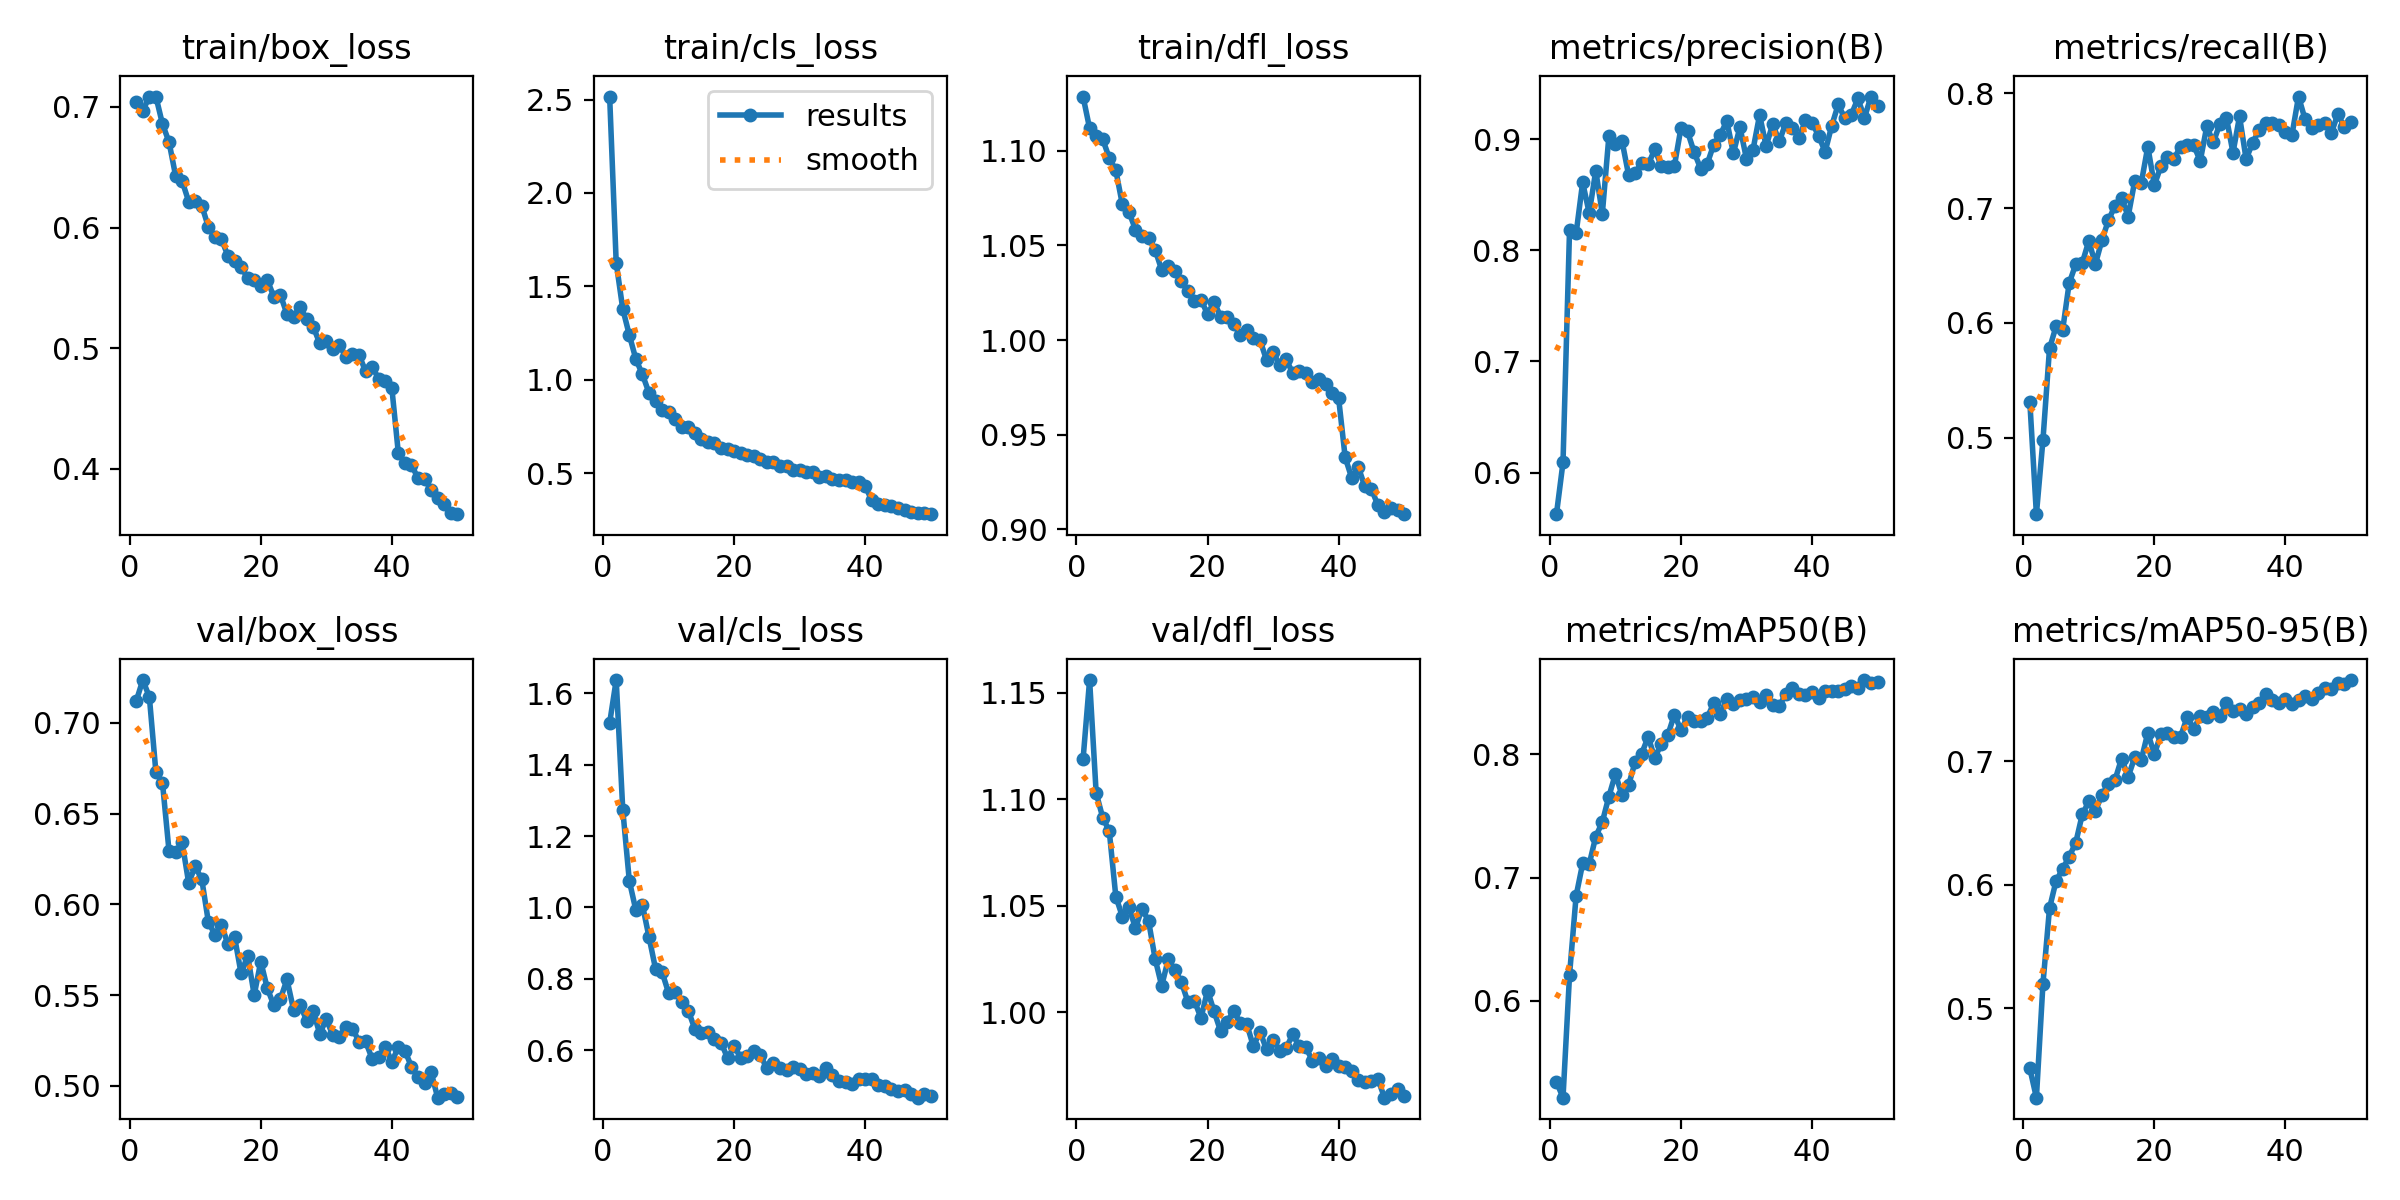 train/box_loss
0.7
0.6
0.5
0.4
0 20 40
train/cls_loss
results
smooth
2.5
2.0
1.5
1.0
0.5
0 20 40
train/dfl_loss
1.10
1.05
1.00
0.95
0.90
0 20 40
metrics/precision(B)
0.9
0.8
0.7
0.6
0 20 40
metrics/recall(B)
0.8
0.7
0.6
0.5
0 20 40
val/box_loss
0.70
0.65
0.60
0.55
0.50
0 20 40
val/cls_loss
1.6
1.4
1.2
1.0
0.8
0.6
0 20 40
val/dfl_loss
1.15
1.10
1.05
1.00
0 20 40
metrics/mAP50(B)
0.8
0.7
0.6
0 20 40
metrics/mAP50-95(B)
0.7
0.6
0.5
0 20 40